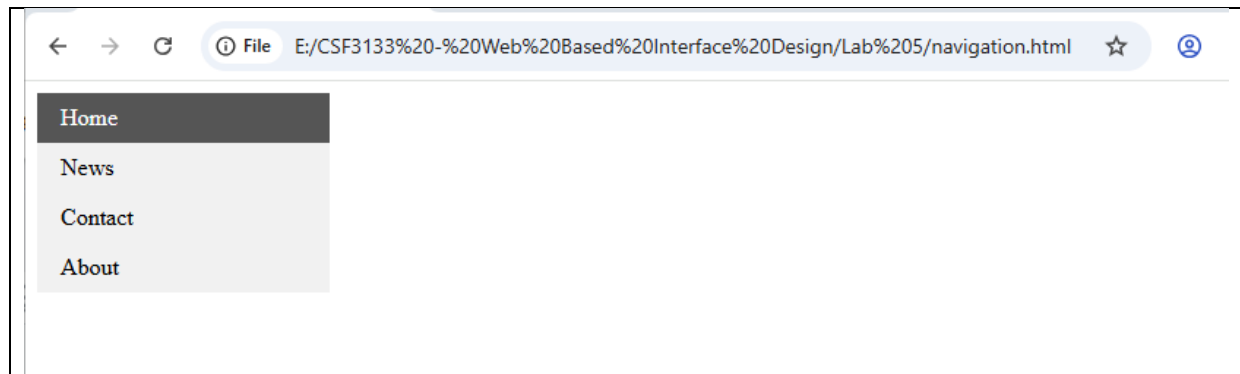 File E:/CSF3133%20-%20Web%20Based%20Interface%20Design/Lab%205/navigation.html
Home
News
Contact
About